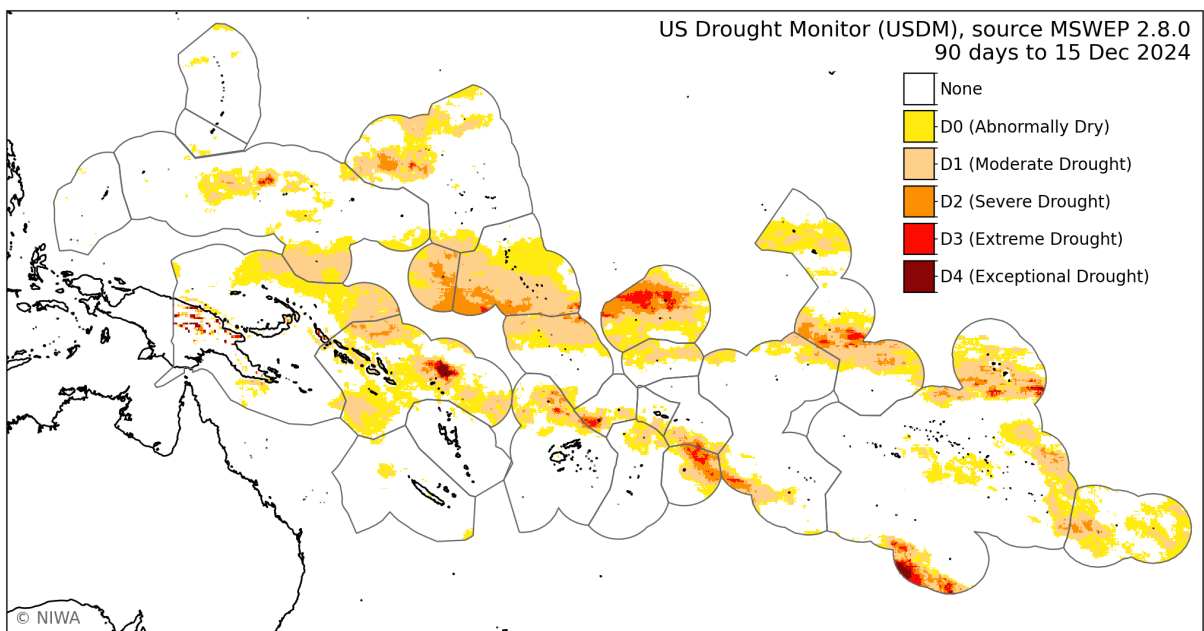 US Drought Monitor (USDM), source MSWEP 2.8.0
90 days to 15 Dec 2024
None
D0 (Abnormally Dry)
D1 (Moderate Drought)
D2 (Severe Drought)
D3 (Extreme Drought)
D4 (Exceptional Drought)
© NIWA